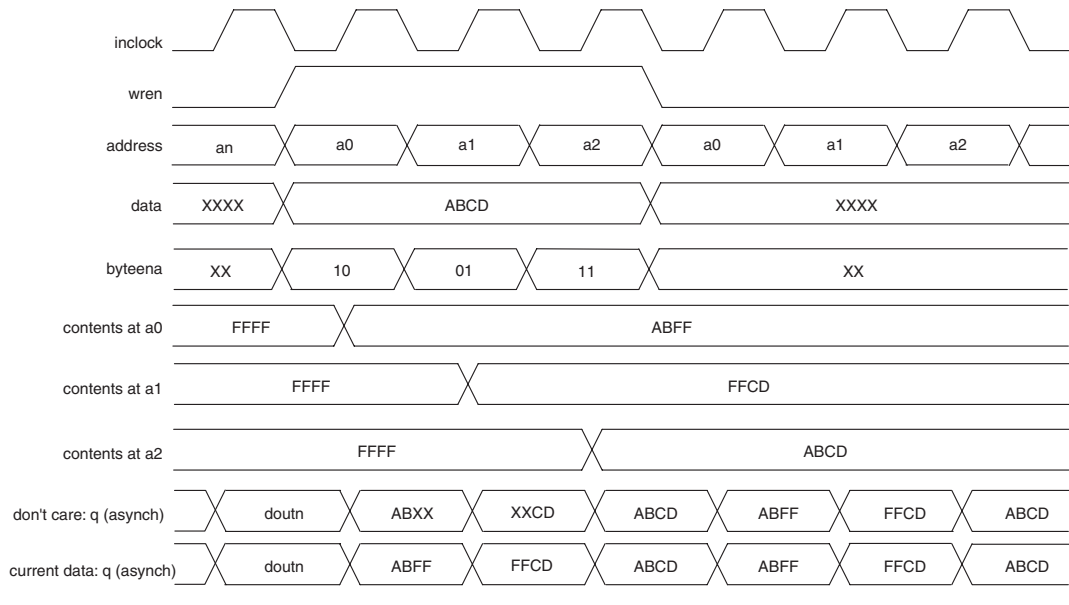 inclock
wren
address an a0 a1 a2 a0 a1 a2
data XXXX ABCD XXXX
byteena XX 10 01 11 XX
contents at a0 FFFF ABFF
contents at a1 FFFF FFCD
contents at a2 FFFF ABCD
don't care: q (asynch) doutn ABXX XXCD ABCD ABFF FFCD ABCD
current data: q (asynch) doutn ABFF FFCD ABCD ABFF FFCD ABCD